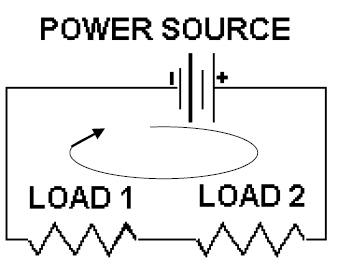 POWER SOURCE
- +
LOAD 1 LOAD 2